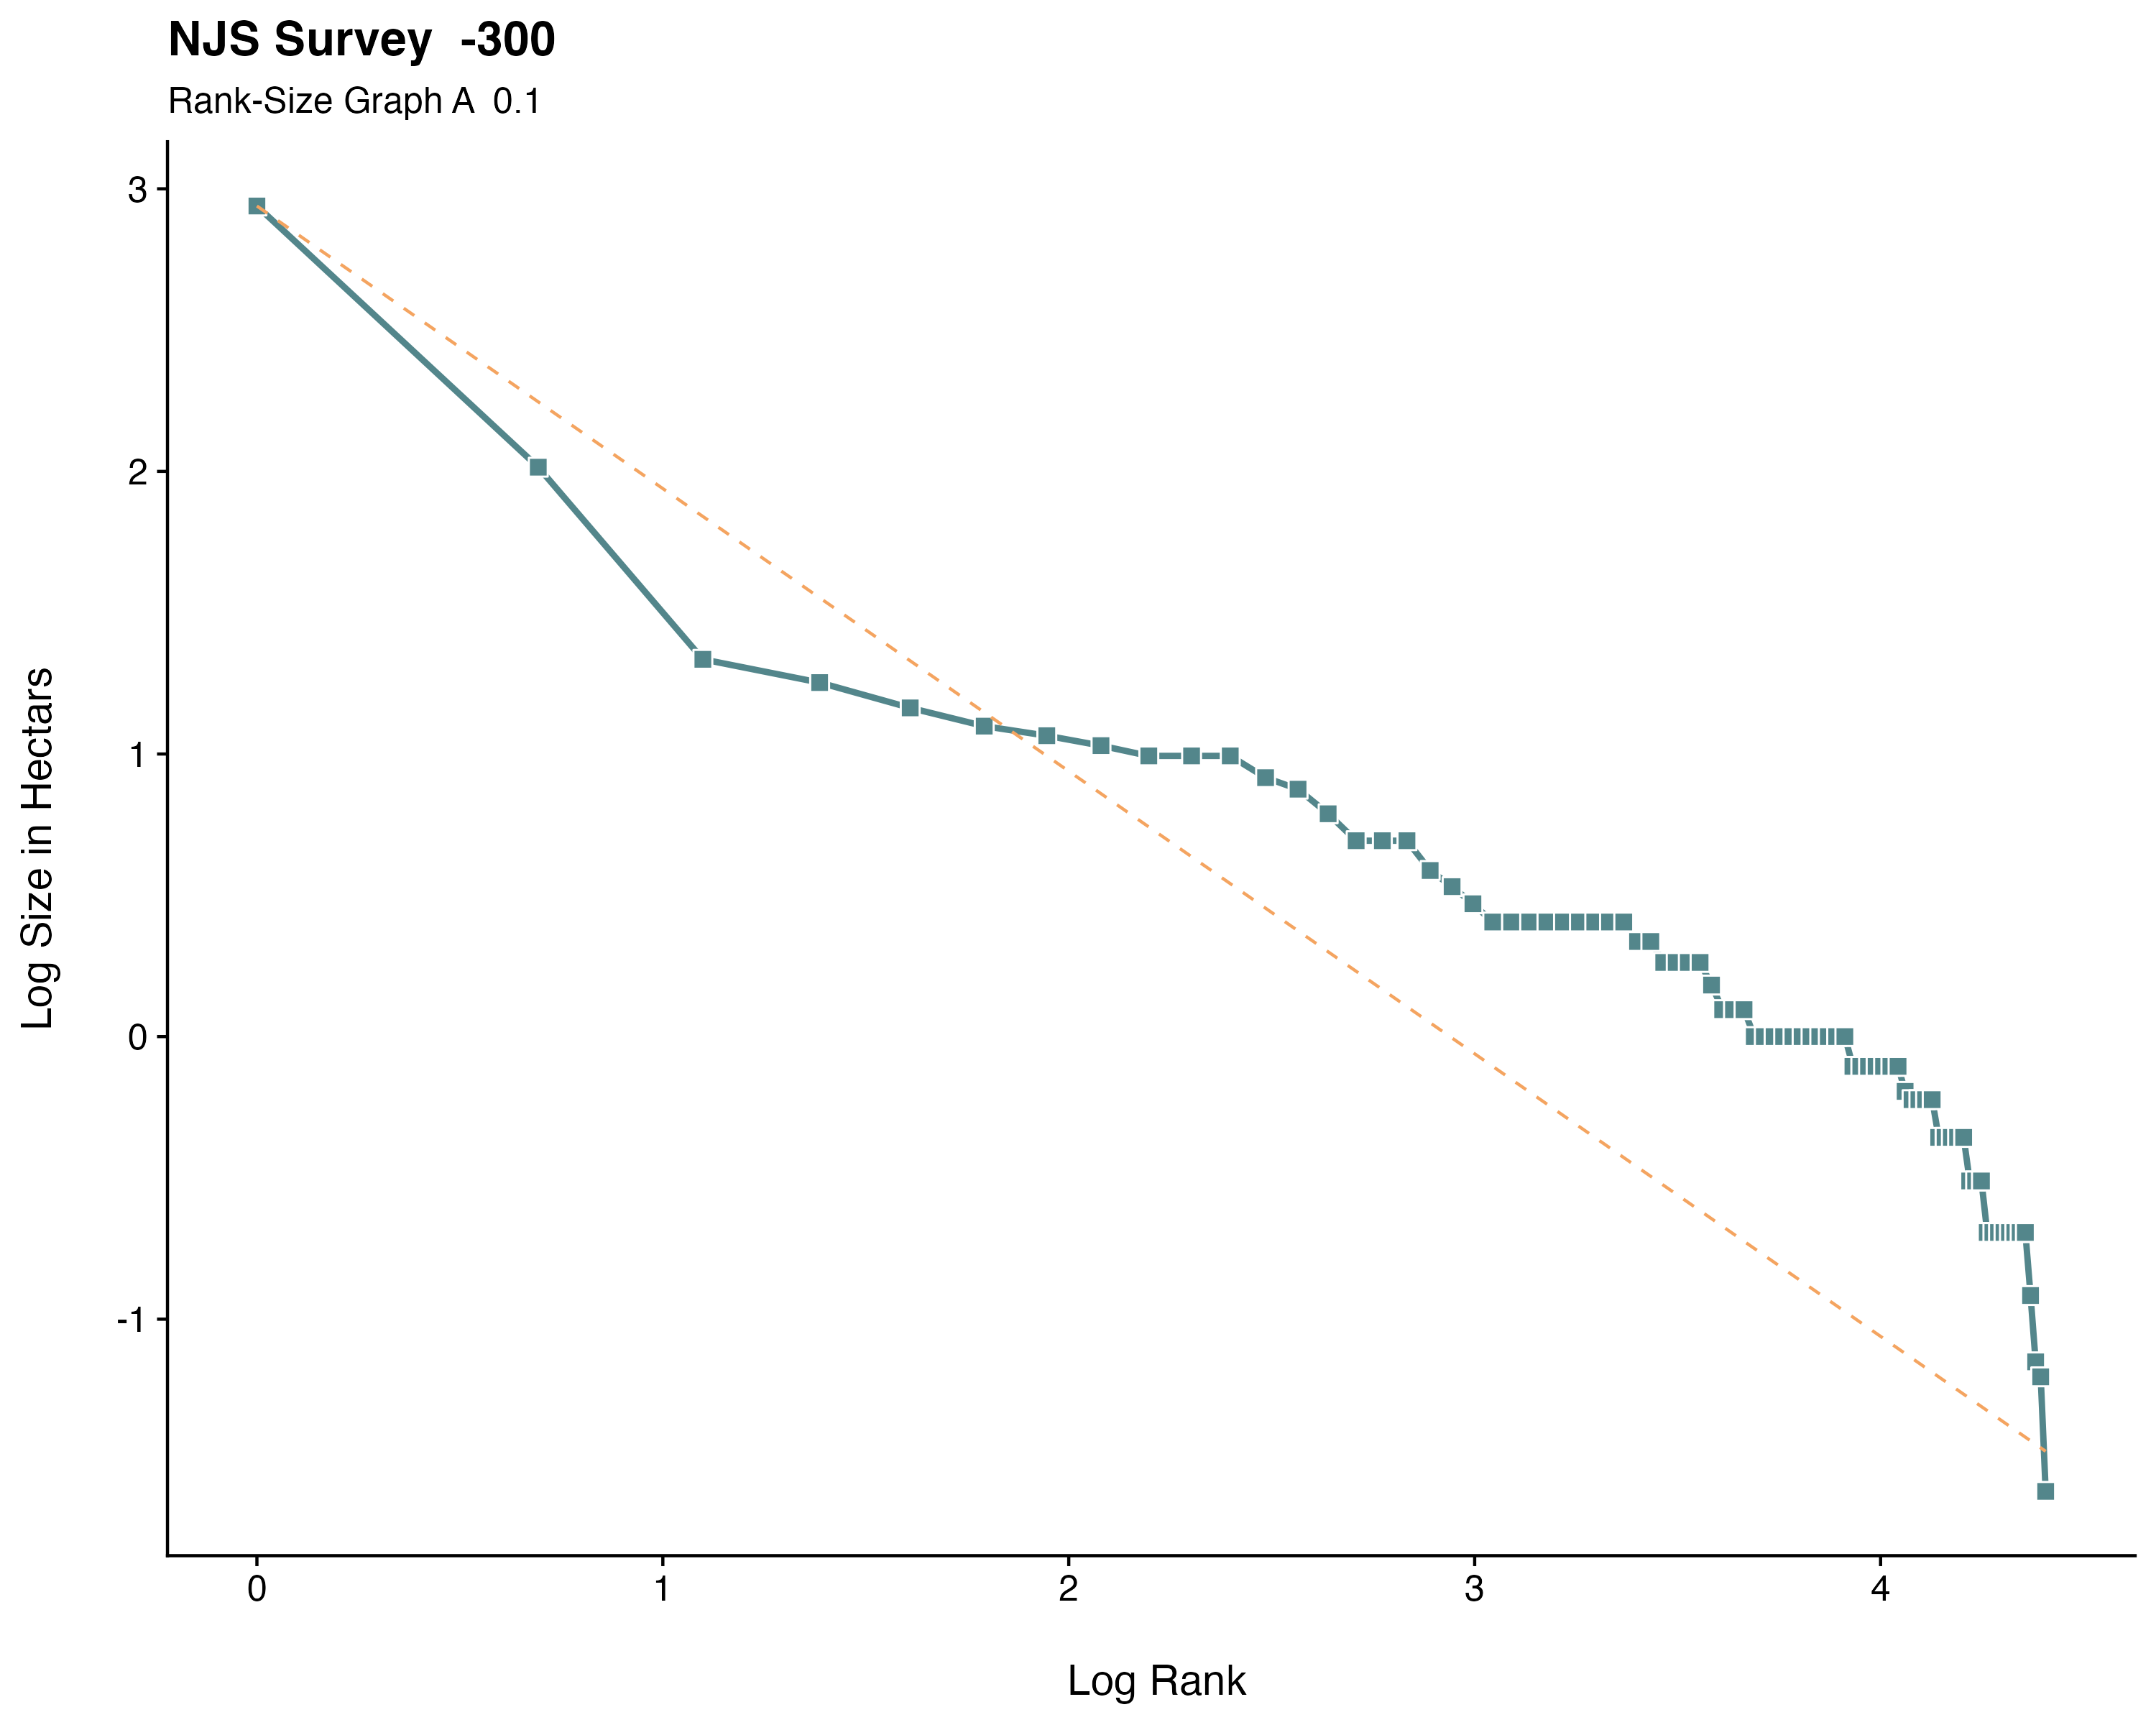 NJS Survey  -300
Rank-Size Graph A  0.1
3
2
1
0
-1
Log Size in Hectars
0 1 2 3 4
Log Rank